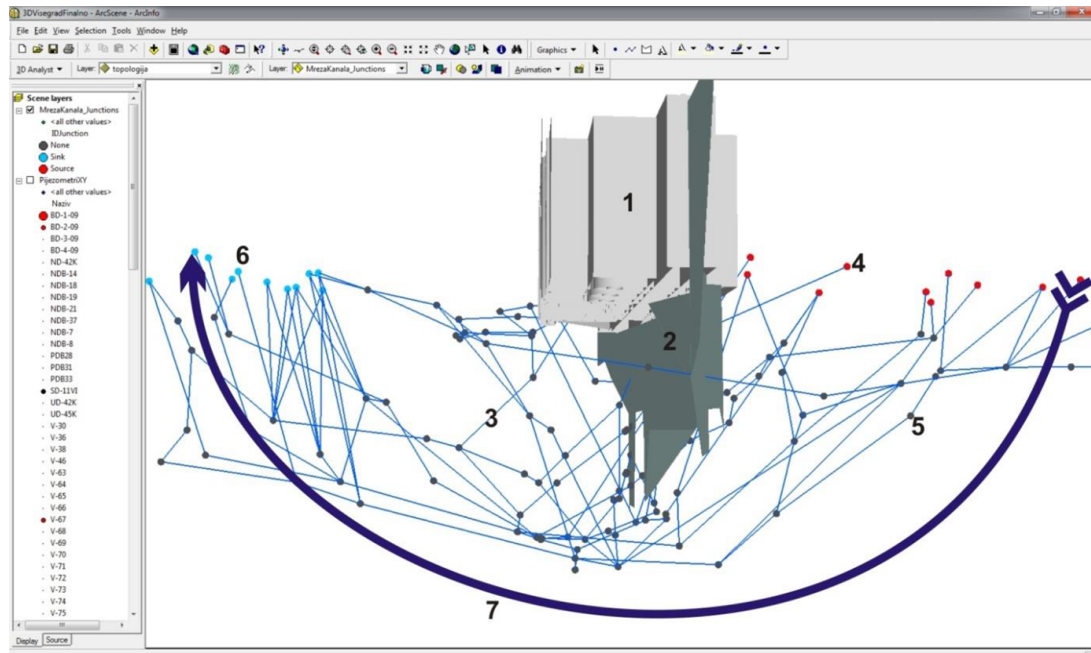 3DVisegradFinalno - ArcScene - ArcInfo
File Edit View Selection Tools Window Help
Graphics
3D Analyst Layer: topologija Layer: MrezaKanala_Junctions Animation
Scene layers
MrezaKanala_Junctions
<all other values>
IDJunction
None
Sink
Source
PijezometriXY
<all other values>
Naziv
BD-1-09
BD-2-09
BD-3-09
BD-4-09
ND-42K
NDB-14
NDB-18
NDB-19
NDB-21
NDB-37
NDB-7
NDB-8
PDB28
PDB31
PDB33
SD-11VI
UD-42K
UD-45K
V-30
V-36
V-38
V-46
V-63
V-64
V-65
V-66
V-67
V-68
V-69
V-70
V-71
V-72
V-73
V-74
V-75
Display Source
1
6
4
2
3
5
7